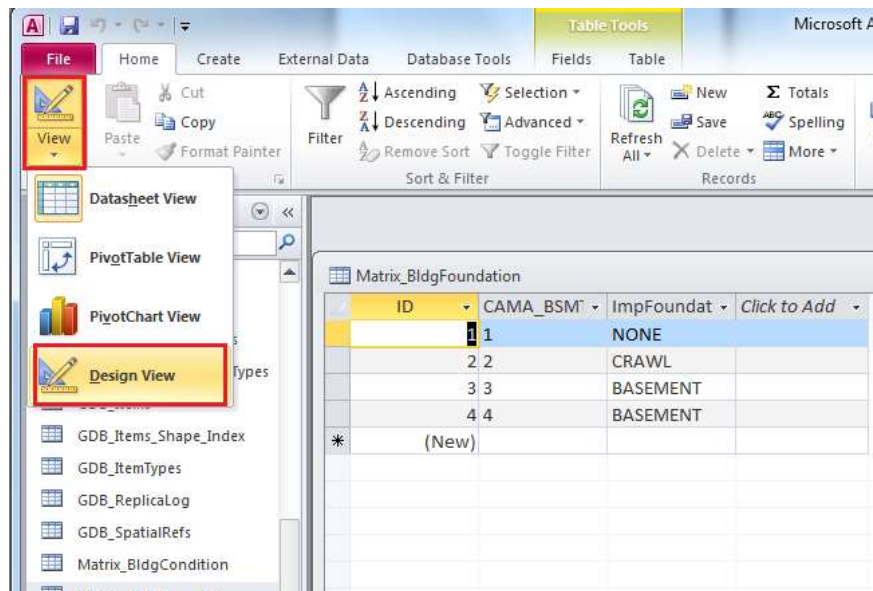 A
Table Tools
Microsoft A
File Home Create External Data Database Tools Fields Table
View
Paste
Cut
Copy
Format Painter
Filter
Ascending
Descending
Remove Sort
Selection
Advanced
Toggle Filter
Sort & Filter
Refresh
All
New
Save
Delete
Totals
Spelling
More
Records
Datasheet View
PivotTable View
PivotChart View
Design View
Types
GDB_Items_Shape_Index
GDB_ItemTypes
GDB_ReplicaLog
GDB_SpatialRefs
Matrix_BldgCondition
Matrix_BldgFoundation
ID CAMA_BSMT ImpFoundat Click to Add
1 1 NONE
2 2 CRAWL
3 3 BASEMENT
4 4 BASEMENT
(New)